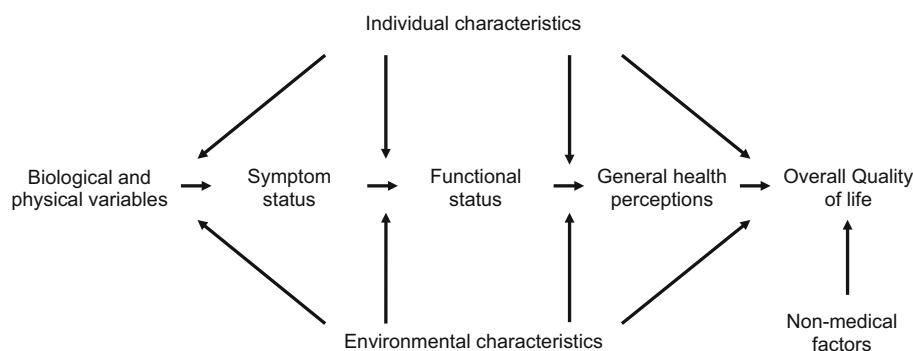 Individual characteristics
Biological and
physical variables
Symptom
status
Functional
status
General health
perceptions
Overall Quality
of life
Environmental characteristics
Non-medical
factors